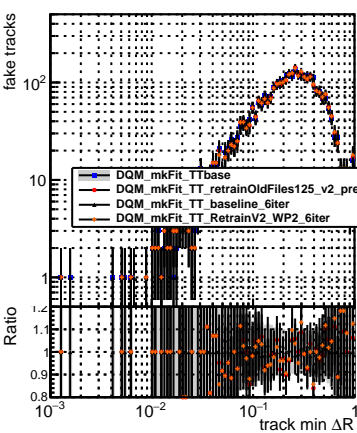 fake tracks
10²
10
1
DQM_mkFit_TTbase
DQM_mkFit_TT_retrainOldFiles125_v2_pre
DQM_mkFit_TT_baseline_6iter
DQM_mkFit_TT_RetrainV2_WP2_6iter
Ratio
1.2
1.1
1
0.9
0.8
10⁻³
10⁻²
10⁻¹
1
track min ΔR